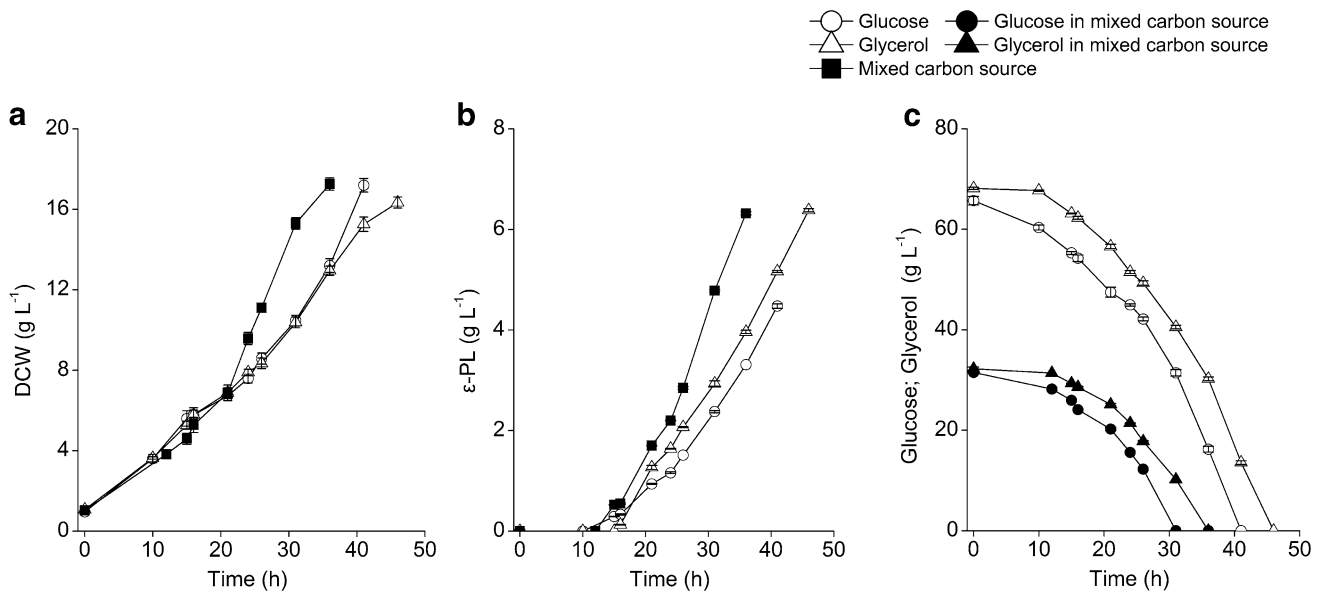 Glucose
Glucose in mixed carbon source
Glycerol
Glycerol in mixed carbon source
Mixed carbon source
a
20
16
12
8
4
0
DCW (g L⁻¹)
0 10 20 30 40 50
Time (h)
b
8
6
4
2
0
ε-PL (g L⁻¹)
0 10 20 30 40 50
Time (h)
c
80
60
40
20
0
Glucose; Glycerol (g L⁻¹)
0 10 20 30 40 50
Time (h)